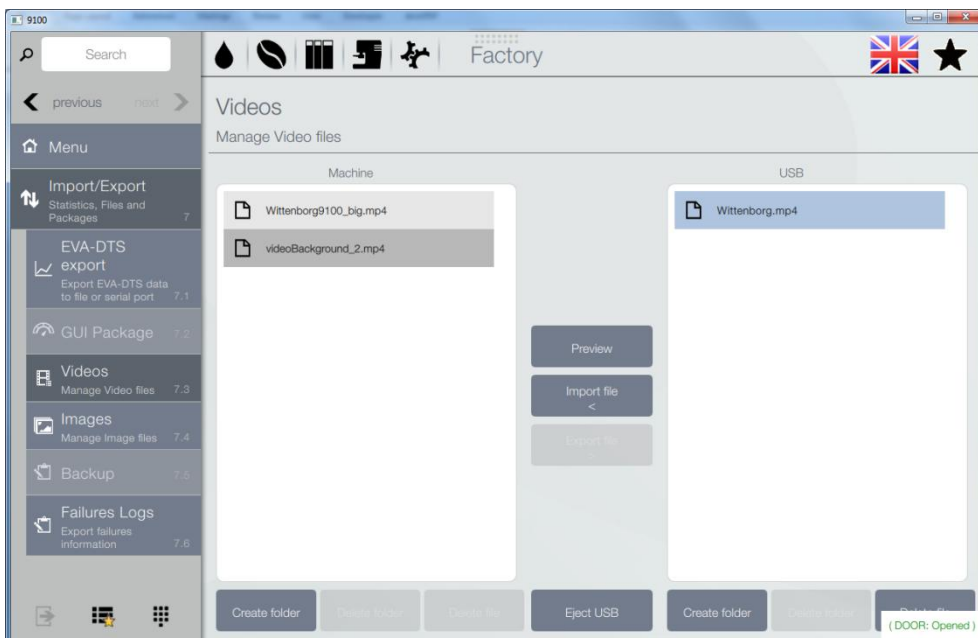 9100
Search
Factory
previous next
Videos
Manage Video files
Menu
Machine
USB
Import/Export
Statistics, Files and
Packages 7
Wittenborg9100_big.mp4
Wittenborg.mp4
videoBackground_2.mp4
EVA-DTS
export
Export EVA-DTS data
to file or serial port 7.1
GUI Package 7.2
Videos
Manage Video files 7.3
Images
Manage Image files 7.4
Backup 7.5
Failures Logs
Export failures
information 7.6
Preview
Import file
<
Export file
Create folder
Delete folder
Delete file
Eject USB
Create folder
Delete folder
Delete file
( DOOR: Opened )